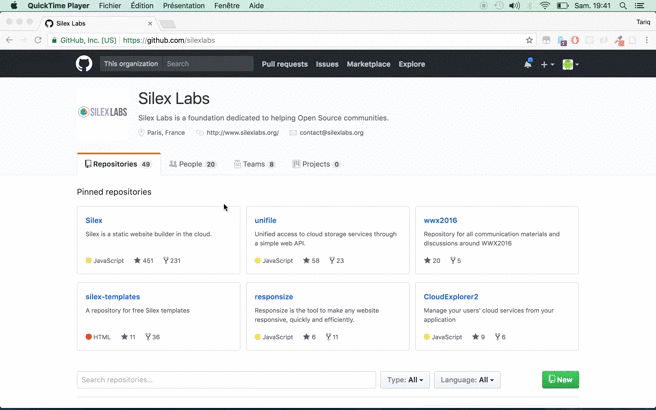 QuickTime Player Fichier Édition Présentation Fenêtre Aide Sam. 19:41
Silex Labs Tariq
GitHub, Inc. [US] https://github.com/silexlabs
This organization Search Pull requests Issues Marketplace Explore
SILEXLABS
Silex Labs
Silex Labs is a foundation dedicated to helping Open Source communities.
Paris, France http://www.silexlabs.org/ contact@silexlabs.org
Repositories 49 People 20 Teams 8 Projects 0
Pinned repositories
Silex
Silex is a static website builder in the cloud.
JavaScript 451 231
unifile
Unified access to cloud storage services through
a simple web API.
JavaScript 58 23
wwx2016
Repository for all communication materials and
discussions around WWX2016
20 5
silex-templates
A repository for free Silex templates
HTML 11 36
responsize
Responsize is the tool to make any website
responsive, quickly and efficiently.
JavaScript 6 11
CloudExplorer2
Manage your users' cloud services from your
application
JavaScript 9 6
Search repositories... Type: All Language: All New